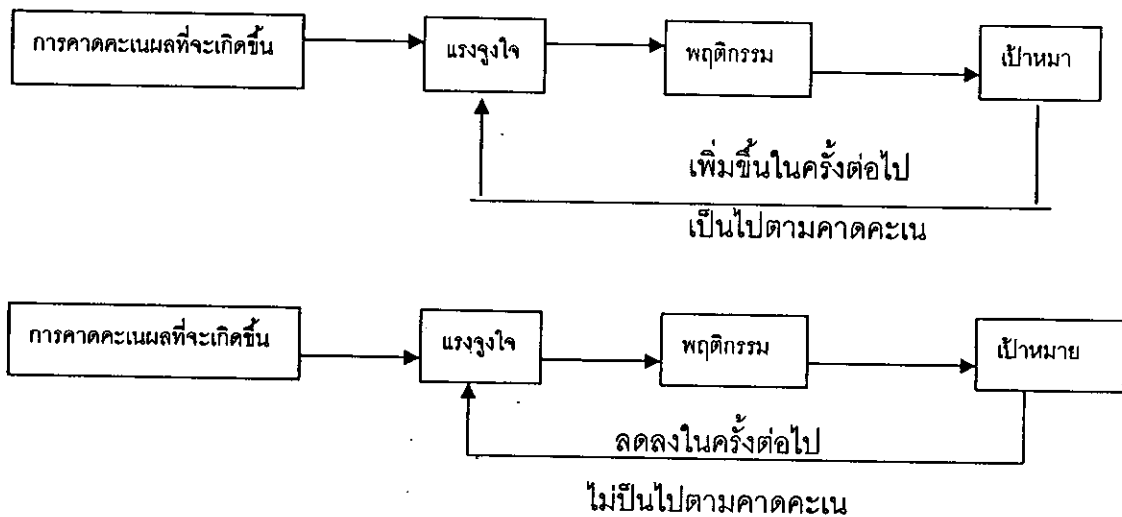 การคาดคะเนผลที่จะเกิดขึ้น
แรงจูงใจ
พฤติกรรม
เป้าหมา
เพิ่มขึ้นในครั้งต่อไป
เป็นไปตามคาดคะเน
การคาดคะเนผลที่จะเกิดขึ้น
แรงจูงใจ
พฤติกรรม
เป้าหมาย
ลดลงในครั้งต่อไป
ไม่ป็นไปตามคาดคะเน